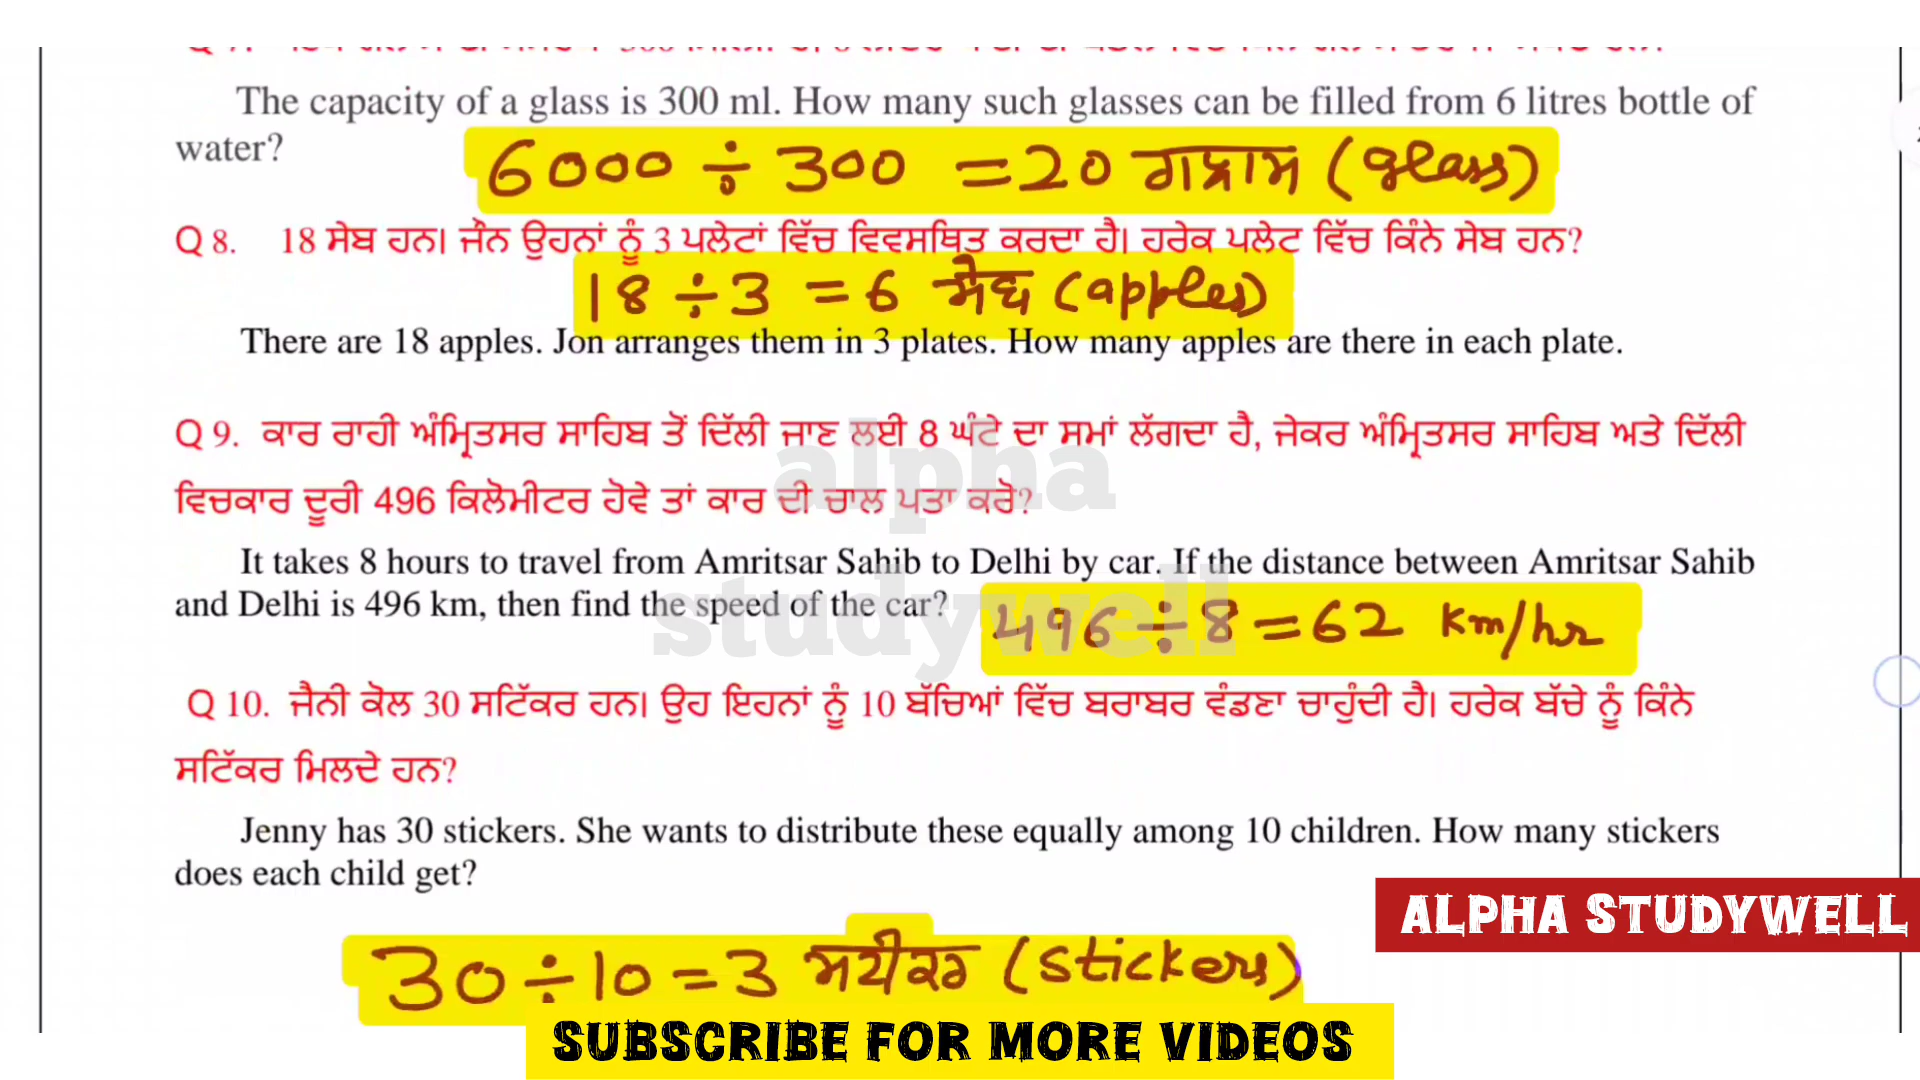 The capacity of a glass is 300 ml. How many such glasses can be filled from 6 litres bottle of
water?
6000 ÷ 300 = 20 ਗਲਾਸ (glass)
Q 8. 18 ਸੇਬ ਹਨ। ਜੌਨ ਉਹਨਾਂ ਨੂੰ 3 ਪਲੇਟਾਂ ਵਿੱਚ ਵਿਵਸਥਿਤ ਕਰਦਾ ਹੈ। ਹਰੇਕ ਪਲੇਟ ਵਿੱਚ ਕਿੰਨੇ ਸੇਬ ਹਨ?
18 ÷ 3 = 6 ਸੇਬ (apples)
There are 18 apples. Jon arranges them in 3 plates. How many apples are there in each plate.
Q 9. ਕਾਰ ਰਾਹੀ ਅੰਮ੍ਰਿਤਸਰ ਸਾਹਿਬ ਤੋਂ ਦਿੱਲੀ ਜਾਣ ਲਈ 8 ਘੰਟੇ ਦਾ ਸਮਾਂ ਲੱਗਦਾ ਹੈ, ਜੇਕਰ ਅੰਮ੍ਰਿਤਸਰ ਸਾਹਿਬ ਅਤੇ ਦਿੱਲੀ
ਵਿਚਕਾਰ ਦੂਰੀ 496 ਕਿਲੋਮੀਟਰ ਹੋਵੇ ਤਾਂ ਕਾਰ ਦੀ ਚਾਲ ਪਤਾ ਕਰੋ?
alpha
It takes 8 hours to travel from Amritsar Sahib to Delhi by car. If the distance between Amritsar Sahib
and Delhi is 496 km, then find the speed of the car?
studywell
496 ÷ 8 = 62 km/hr
Q 10. ਜੈਨੀ ਕੋਲ 30 ਸਟਿੱਕਰ ਹਨ। ਉਹ ਇਹਨਾਂ ਨੂੰ 10 ਬੱਚਿਆਂ ਵਿੱਚ ਬਰਾਬਰ ਵੰਡਣਾ ਚਾਹੁੰਦੀ ਹੈ। ਹਰੇਕ ਬੱਚੇ ਨੂੰ ਕਿੰਨੇ
ਸਟਿੱਕਰ ਮਿਲਦੇ ਹਨ?
Jenny has 30 stickers. She wants to distribute these equally among 10 children. How many stickers
does each child get?
ALPHA STUDYWELL
30 ÷ 10 = 3 ਸਟੀਕਰ (stickers)
SUBSCRIBE FOR MORE VIDEOS